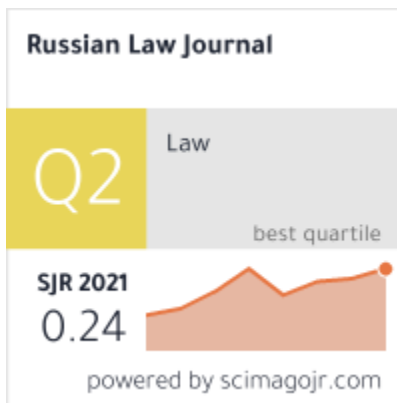 Russian Law Journal
Q2
Law
best quartile
SJR 2021
0.24
powered by scimagojr.com